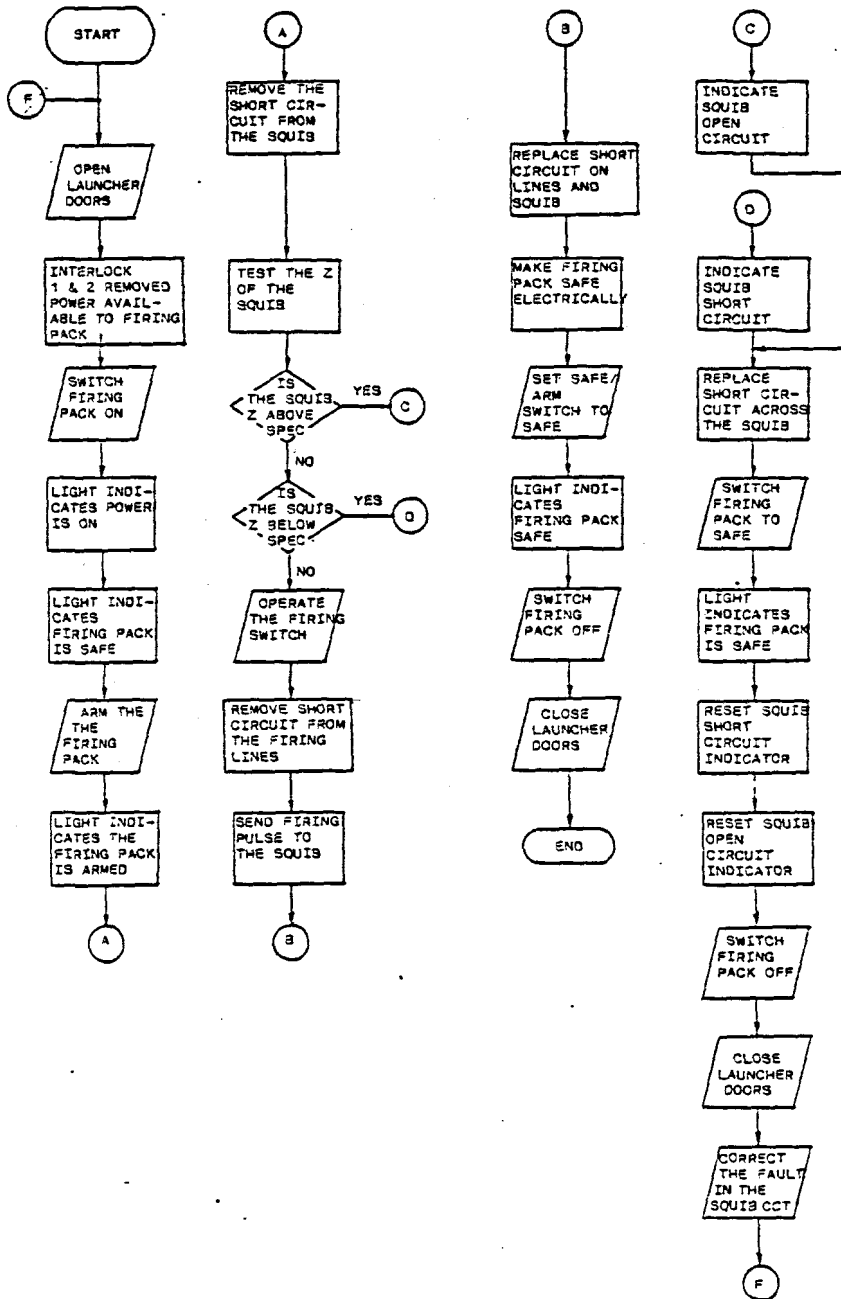 START
F
OPEN
LAUNCHER
DOORS
INTERLOCK
1 & 2 REMOVED
POWER AVAIL-
ABLE TO FIRING
PACK
SWITCH
FIRING
PACK ON
LIGHT INDI-
CATES POWER
IS ON
LIGHT INDI-
CATES
FIRING PACK
IS SAFE
ARM THE
THE
FIRING
PACK
LIGHT INDI-
CATES THE
FIRING PACK
IS ARMED
A
A
REMOVE THE
SHORT CIR-
CUIT FROM
THE SQUIB
TEST THE Z
OF THE
SQUIB
IS
THE SQUIB
Z ABOVE
SPEC
YES
C
NO
IS
THE SQUIB
Z BELOW
SPEC
YES
D
NO
OPERATE
THE FIRING
SWITCH
REMOVE SHORT
CIRCUIT FROM
THE FIRING
LINES
SEND FIRING
PULSE TO
THE SQUIB
B
B
REPLACE SHORT
CIRCUIT ON
LINES AND
SQUIB
MAKE FIRING
PACK SAFE
ELECTRICALLY
SET SAFE/
ARM
SWITCH TO
SAFE
LIGHT INDI-
CATES
FIRING PACK
SAFE
SWITCH
FIRING
PACK OFF
CLOSE
LAUNCHER
DOORS
END
C
INDICATE
SQUIB
OPEN
CIRCUIT
D
INDICATE
SQUIB
SHORT
CIRCUIT
REPLACE
SHORT CIR-
CUIT ACROSS
THE SQUIB
SWITCH
FIRING
PACK TO
SAFE
LIGHT
INDICATES
FIRING PACK
IS SAFE
RESET SQUIB
SHORT
CIRCUIT
INDICATOR
RESET SQUIB
OPEN
CIRCUIT
INDICATOR
SWITCH
FIRING
PACK OFF
CLOSE
LAUNCHER
DOORS
CORRECT
THE FAULT
IN THE
SQUIB CCT
F